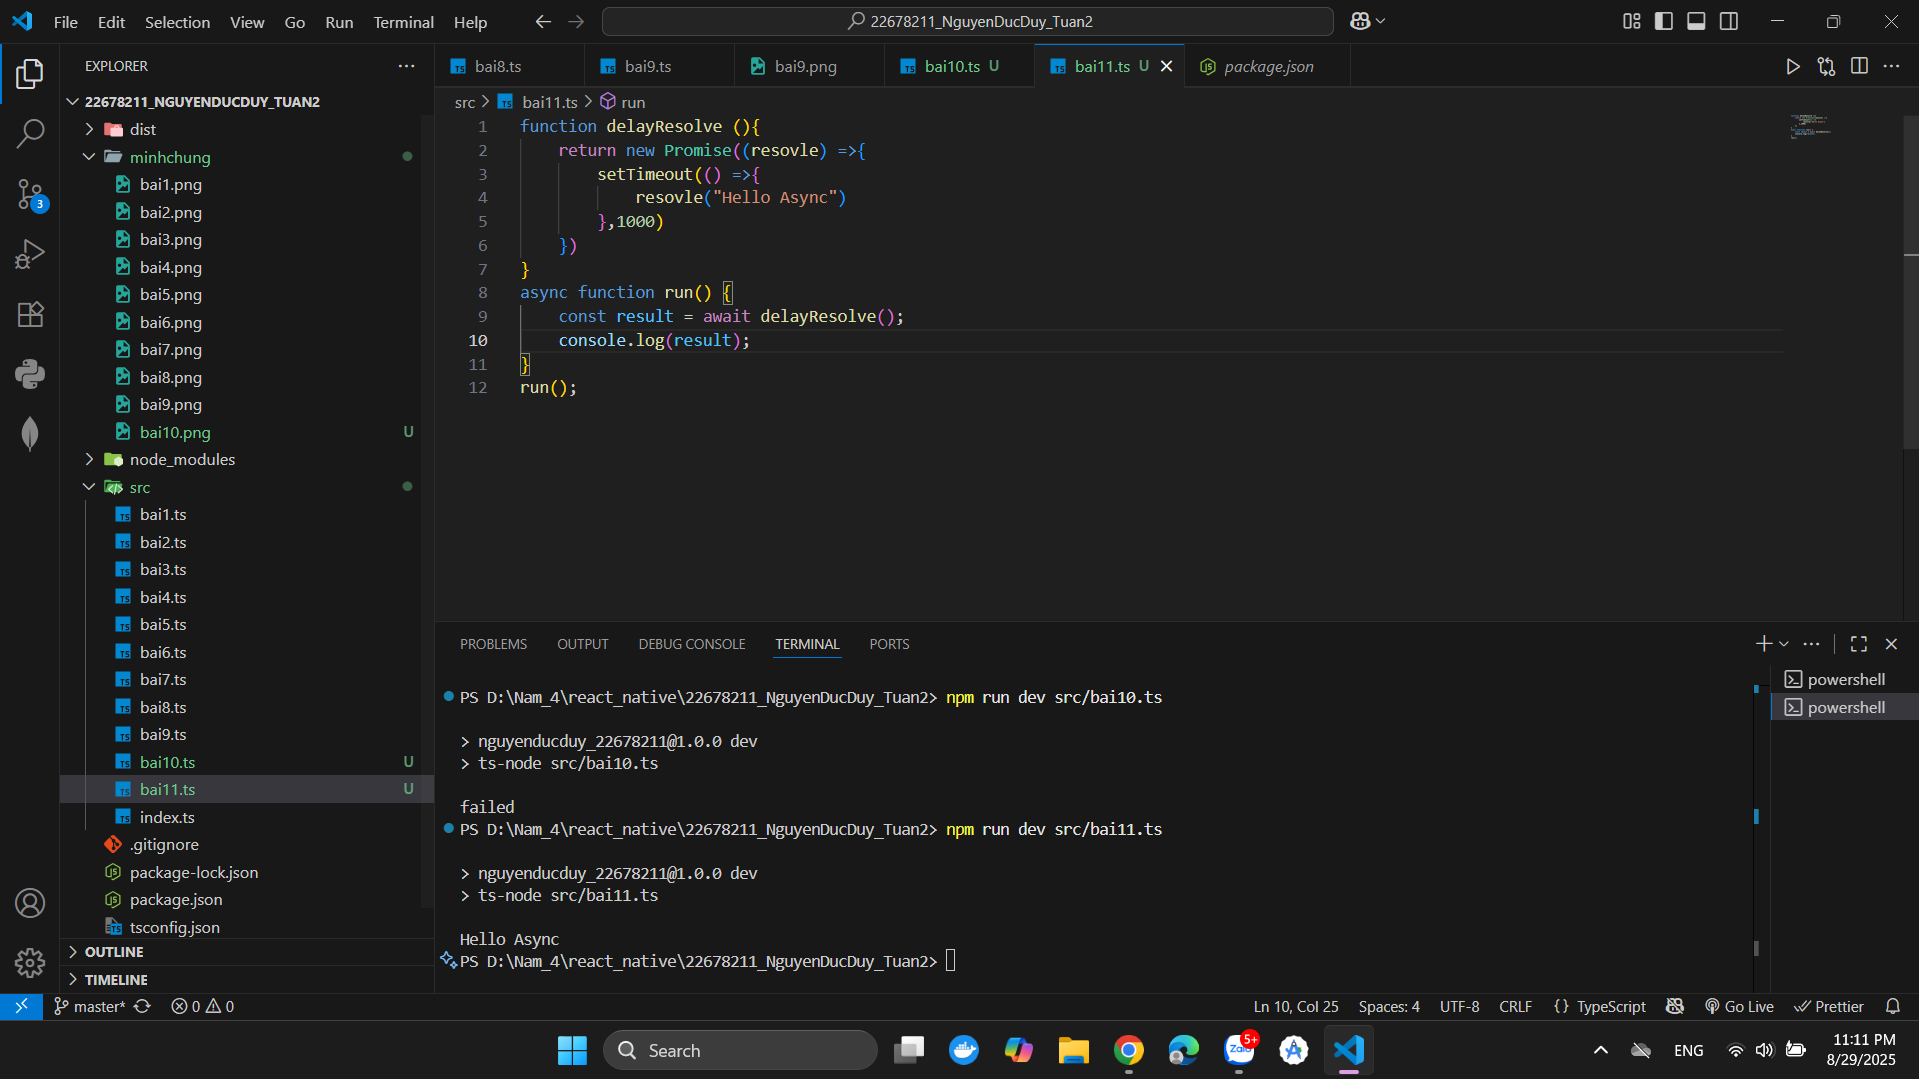 File Edit Selection View Go Run Terminal Help
22678211_NguyenDucDuy_Tuan2
EXPLORER
22678211_NGUYENDUCDUY_TUAN2
dist
minhchung
bai1.png
bai2.png
bai3.png
bai4.png
bai5.png
bai6.png
bai7.png
bai8.png
bai9.png
bai10.png U
node_modules
src
bai1.ts
bai2.ts
bai3.ts
bai4.ts
bai5.ts
bai6.ts
bai7.ts
bai8.ts
bai9.ts
bai10.ts U
bai11.ts U
index.ts
.gitignore
package-lock.json
package.json
tsconfig.json
OUTLINE
TIMELINE
3
bai8.ts bai9.ts bai9.png bai10.ts U bai11.ts U package.json
src > bai11.ts > run
1 function delayResolve (){
2 return new Promise((resovle) =>{
3 setTimeout(() =>{
4 resovle("Hello Async")
5 },1000)
6 })
7 }
8 async function run() {
9 const result = await delayResolve();
10 console.log(result);
11 }
12 run();
PROBLEMS OUTPUT DEBUG CONSOLE TERMINAL PORTS
PS D:\Nam_4\react_native\22678211_NguyenDucDuy_Tuan2> npm run dev src/bai10.ts
> nguyenducduy_22678211@1.0.0 dev
> ts-node src/bai10.ts
failed
PS D:\Nam_4\react_native\22678211_NguyenDucDuy_Tuan2> npm run dev src/bai11.ts
> nguyenducduy_22678211@1.0.0 dev
> ts-node src/bai11.ts
Hello Async
PS D:\Nam_4\react_native\22678211_NguyenDucDuy_Tuan2>
powershell
powershell
master* 0 0
Ln 10, Col 25 Spaces: 4 UTF-8 CRLF {} TypeScript Go Live Prettier
Search
Zalo 5+
ENG
11:11 PM
8/29/2025